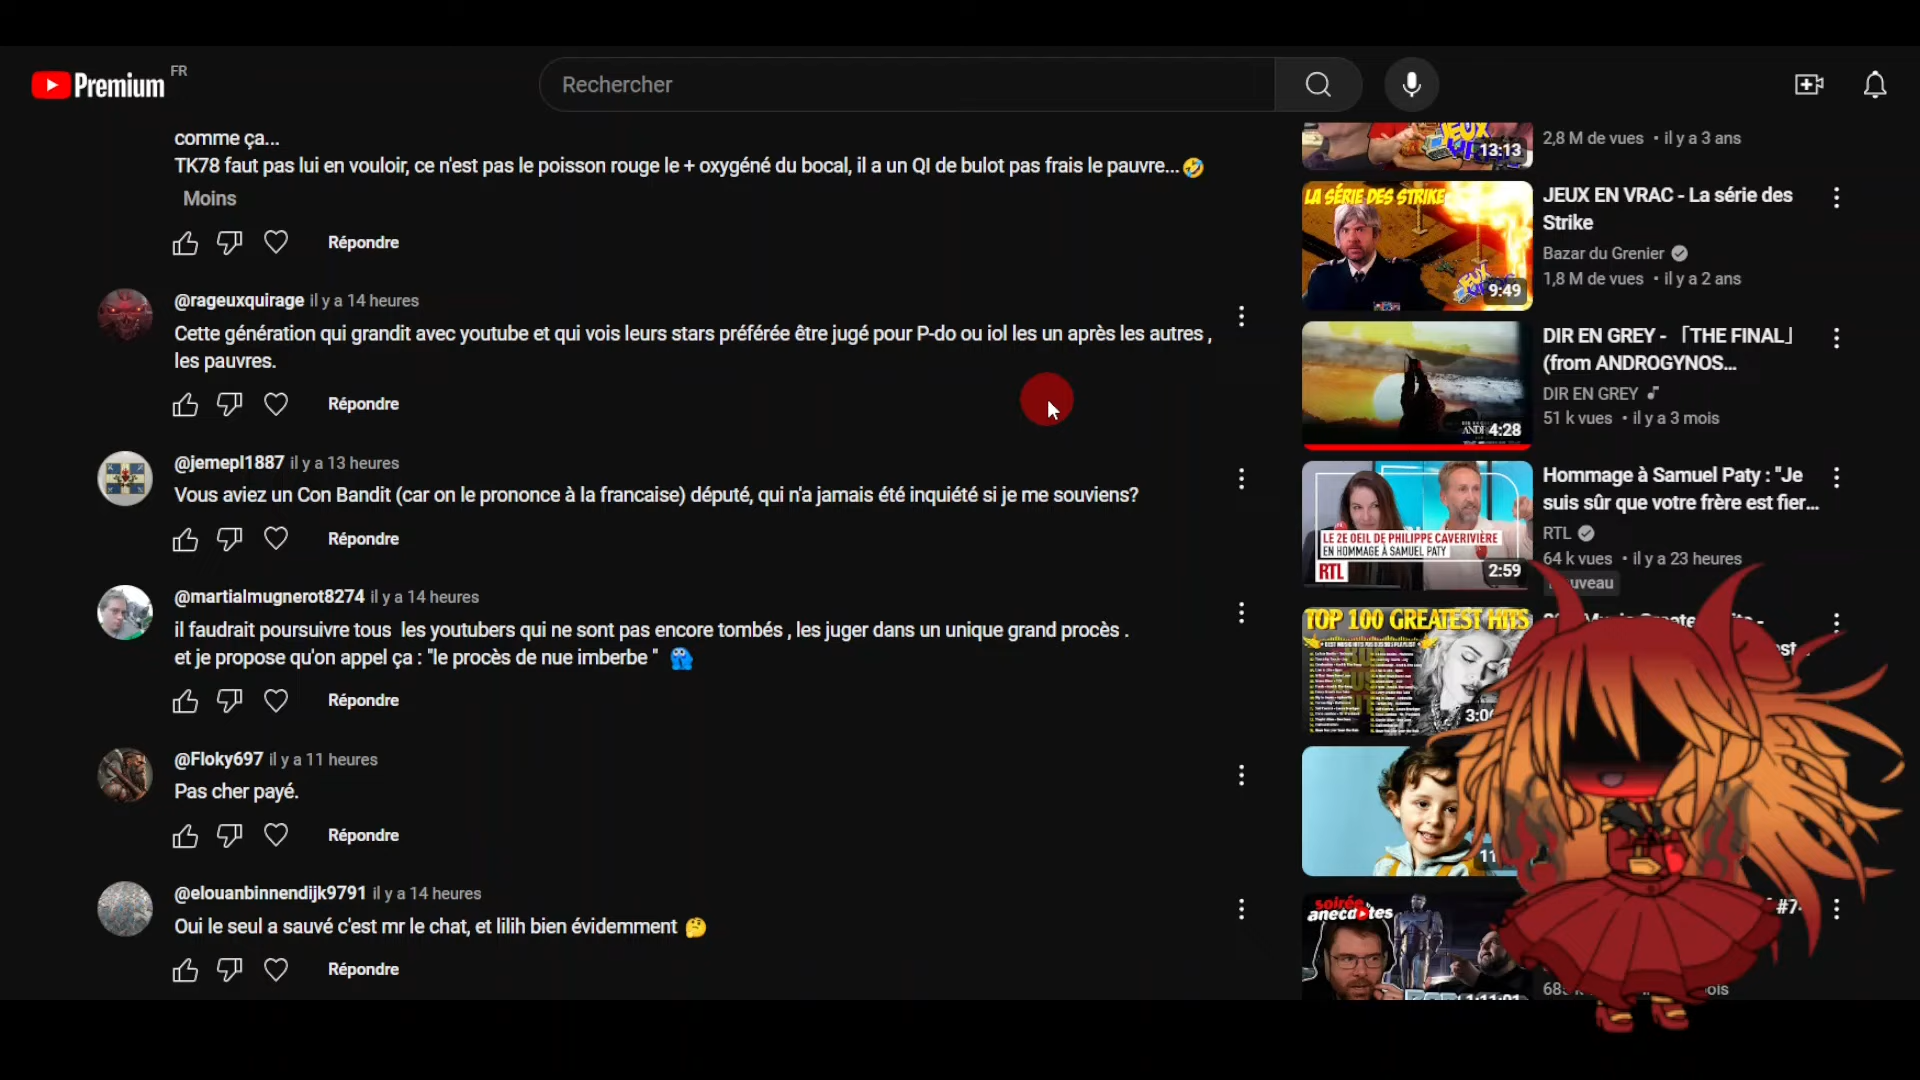 Premium FR
Rechercher
comme ça...
TK78 faut pas lui en vouloir, ce n'est pas le poisson rouge le + oxygéné du bocal, il a un QI de bulot pas frais le pauvre...🤣
Moins
Répondre
@rageuxquirage il y a 14 heures
Cette génération qui grandit avec youtube et qui vois leurs stars préférée être jugé pour P-do ou iol les un après les autres ,
les pauvres.
Répondre
@jemepl1887 il y a 13 heures
Vous aviez un Con Bandit (car on le prononce à la francaise) député, qui n'a jamais été inquiété si je me souviens?
Répondre
@martialmugnerot8274 il y a 14 heures
il faudrait poursuivre tous les youtubers qui ne sont pas encore tombés , les juger dans un unique grand procès .
et je propose qu'on appel ça : "le procès de nue imberbe "
Répondre
@Floky697 il y a 11 heures
Pas cher payé.
Répondre
@elouanbinnendijk9791 il y a 14 heures
Oui le seul a sauvé c'est mr le chat, et lilih bien évidemment 🤔
Répondre
13:13
2,8 M de vues • il y a 3 ans
LA SÉRIE DES STRIKE
JEUX
9:49
JEUX EN VRAC - La série des
Strike
Bazar du Grenier
1,8 M de vues • il y a 2 ans
4:28
DIR EN GREY - 「THE FINAL」
(from ANDROGYNOS...
DIR EN GREY
51 k vues • il y a 3 mois
LE 2E OEIL DE PHILIPPE CAVERIVIÈRE
EN HOMMAGE À SAMUEL PATY
RTL
2:59
Hommage à Samuel Paty : "Je
suis sûr que votre frère est fier...
RTL
64 k vues • il y a 23 heures
TOP 100 GREATEST HITS
soirée
anecdotes
1:11:01
#7